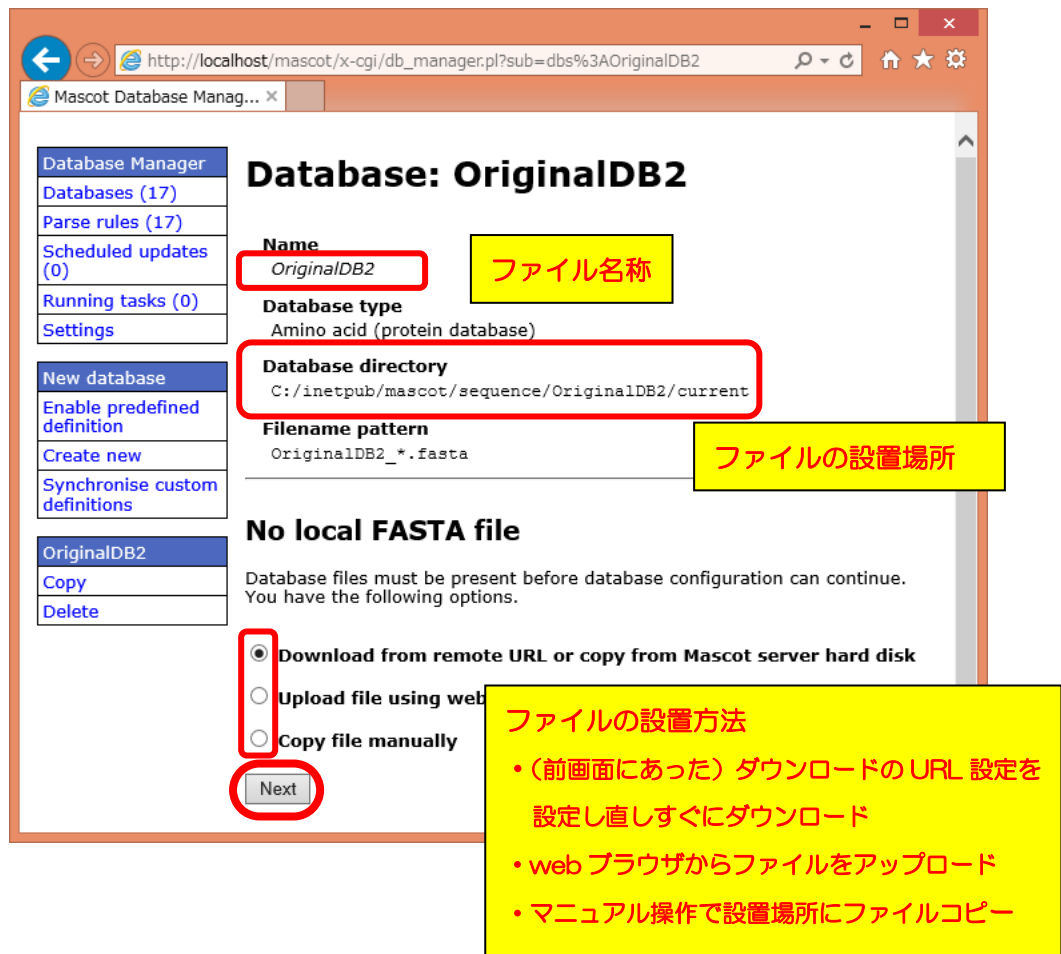 http://localhost/mascot/x-cgi/db_manager.pl?sub=dbs%3AOriginalDB2
Mascot Database Manag...
Database Manager
Databases (17)
Parse rules (17)
Scheduled updates
(0)
Running tasks (0)
Settings
New database
Enable predefined
definition
Create new
Synchronise custom
definitions
OriginalDB2
Copy
Delete
Database: OriginalDB2
Name
OriginalDB2
ファイル名称
Database type
Amino acid (protein database)
Database directory
C:/inetpub/mascot/sequence/OriginalDB2/current
Filename pattern
OriginalDB2_*.fasta
ファイルの設置場所
No local FASTA file
Database files must be present before database configuration can continue.
You have the following options.
Download from remote URL or copy from Mascot server hard disk
Upload file using web
Copy file manually
Next
ファイルの設置方法
・(前画面にあった) ダウンロードの URL 設定を
設定し直しすぐにダウンロード
・web ブラウザからファイルをアップロード
・マニュアル操作で設置場所にファイルコピー